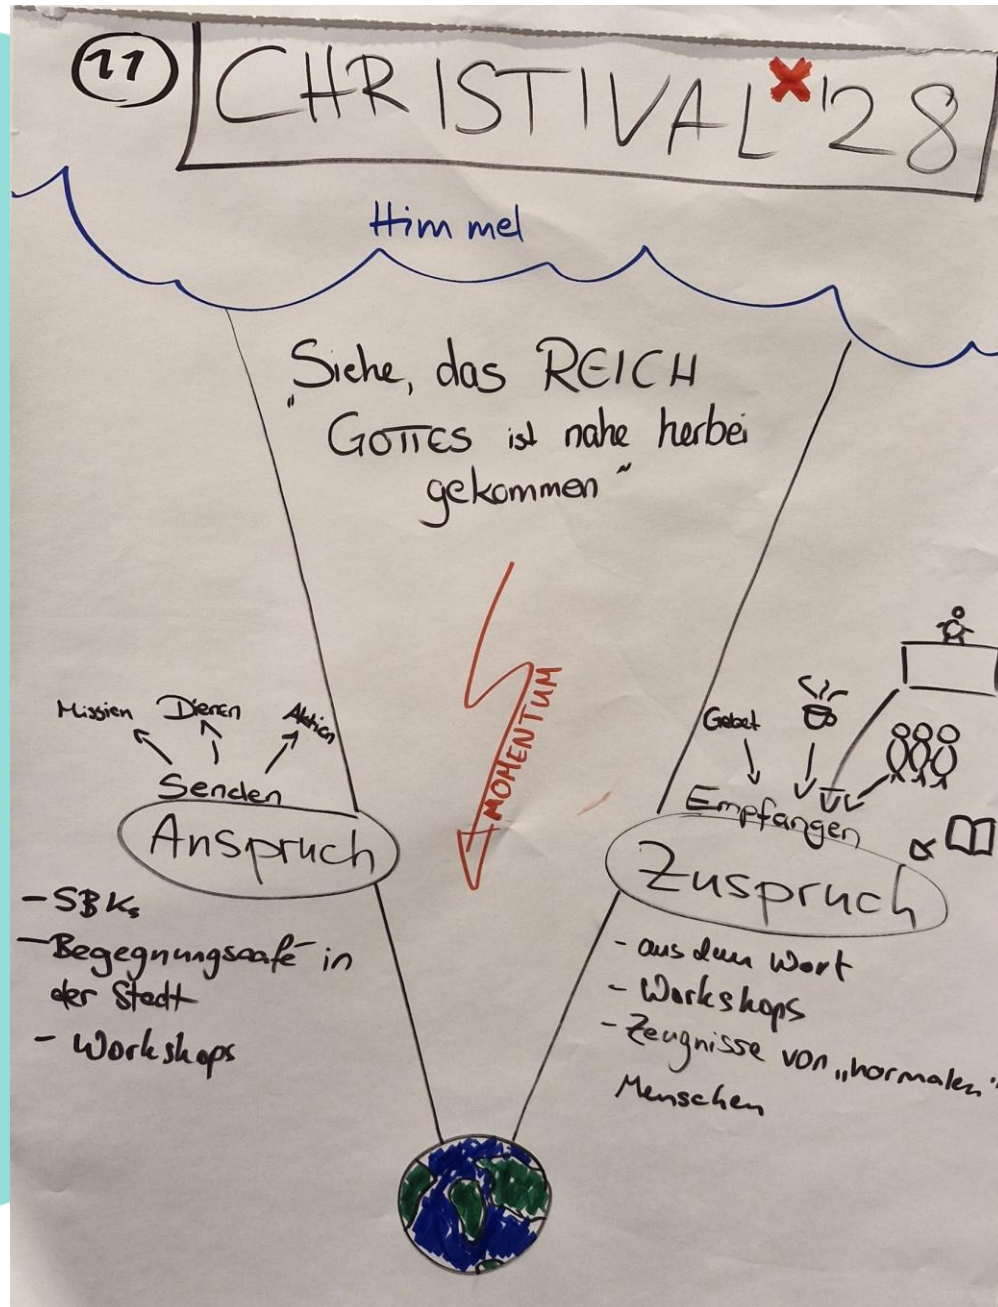 11
CHRISTIVAL '28
Himmel
„Siehe, das REICH
GOTTES ist nahe herbei
gekommen“
MOMENTUM
Mission Dienen Aktion
Senden
Anspruch
- SBKs
- Begegnungscafé in
der Stadt
- Workshops
Gebet
Empfangen
Zuspruch
- aus dem Wort
- Workshops
- Zeugnisse von „normalen“
Menschen